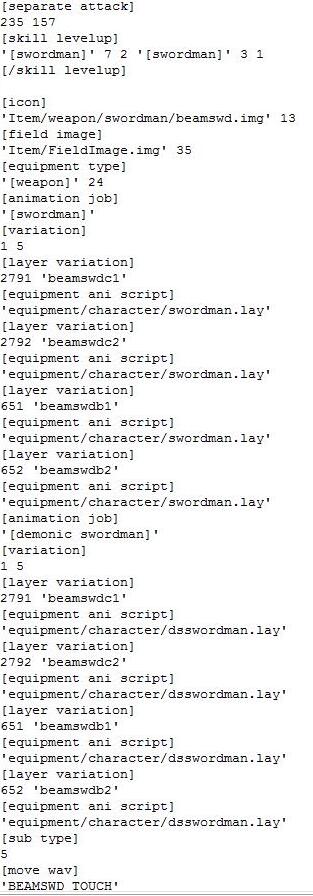 [separate attack]
235 157
[skill levelup]
'[swordman]' 7 2 '[swordman]' 3 1
[/skill levelup]
[icon]
'Item/weapon/swordman/beamswd.img' 13
[field image]
'Item/FieldImage.img' 35
[equipment type]
'[weapon]' 24
[animation job]
'[swordman]'
[variation]
1 5
[layer variation]
2791 'beamswdc1'
[equipment ani script]
'equipment/character/swordman.lay'
[layer variation]
2792 'beamswdc2'
[equipment ani script]
'equipment/character/swordman.lay'
[layer variation]
651 'beamswdb1'
[equipment ani script]
'equipment/character/swordman.lay'
[layer variation]
652 'beamswdb2'
[equipment ani script]
'equipment/character/swordman.lay'
[animation job]
'[demonic swordman]'
[variation]
1 5
[layer variation]
2791 'beamswdc1'
[equipment ani script]
'equipment/character/dsswordman.lay'
[layer variation]
2792 'beamswdc2'
[equipment ani script]
'equipment/character/dsswordman.lay'
[layer variation]
651 'beamswdb1'
[equipment ani script]
'equipment/character/dsswordman.lay'
[layer variation]
652 'beamswdb2'
[equipment ani script]
'equipment/character/dsswordman.lay'
[sub type]
5
[move wav]
'BEAMSWD TOUCH'